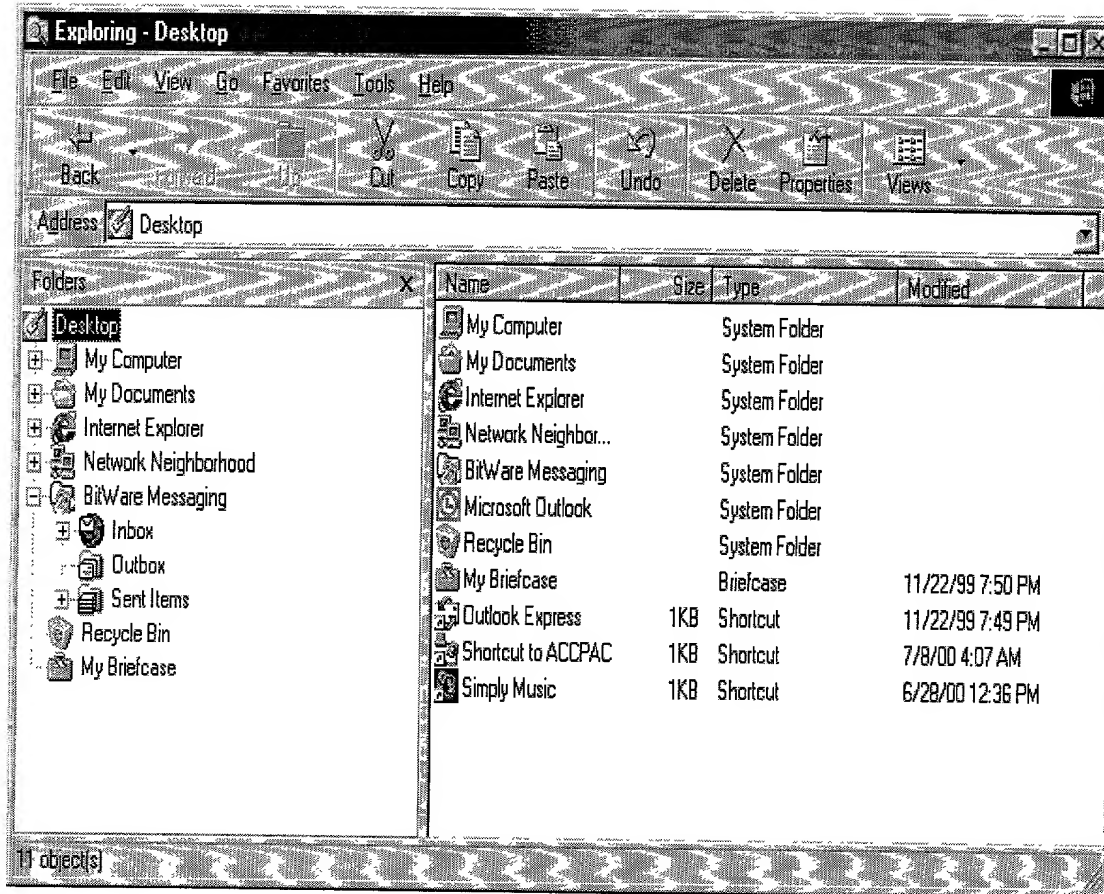 Exploring - Desktop
File Edit View Go Favorites Tools Help
Back Forward Up Cut Copy Paste Undo Delete Properties Views
Address Desktop
Folders
Desktop
My Computer
My Documents
Internet Explorer
Network Neighborhood
BitWare Messaging
Inbox
Outbox
Sent Items
Recycle Bin
My Briefcase
Name Size Type Modified
My Computer System Folder
My Documents System Folder
Internet Explorer System Folder
Network Neighbor... System Folder
BitWare Messaging System Folder
Microsoft Outlook System Folder
Recycle Bin System Folder
My Briefcase Briefcase 11/22/99 7:50 PM
Outlook Express 1KB Shortcut 11/22/99 7:49 PM
Shortcut to ACCPAC 1KB Shortcut 7/8/00 4:07 AM
Simply Music 1KB Shortcut 6/28/00 12:36 PM
11 object(s)